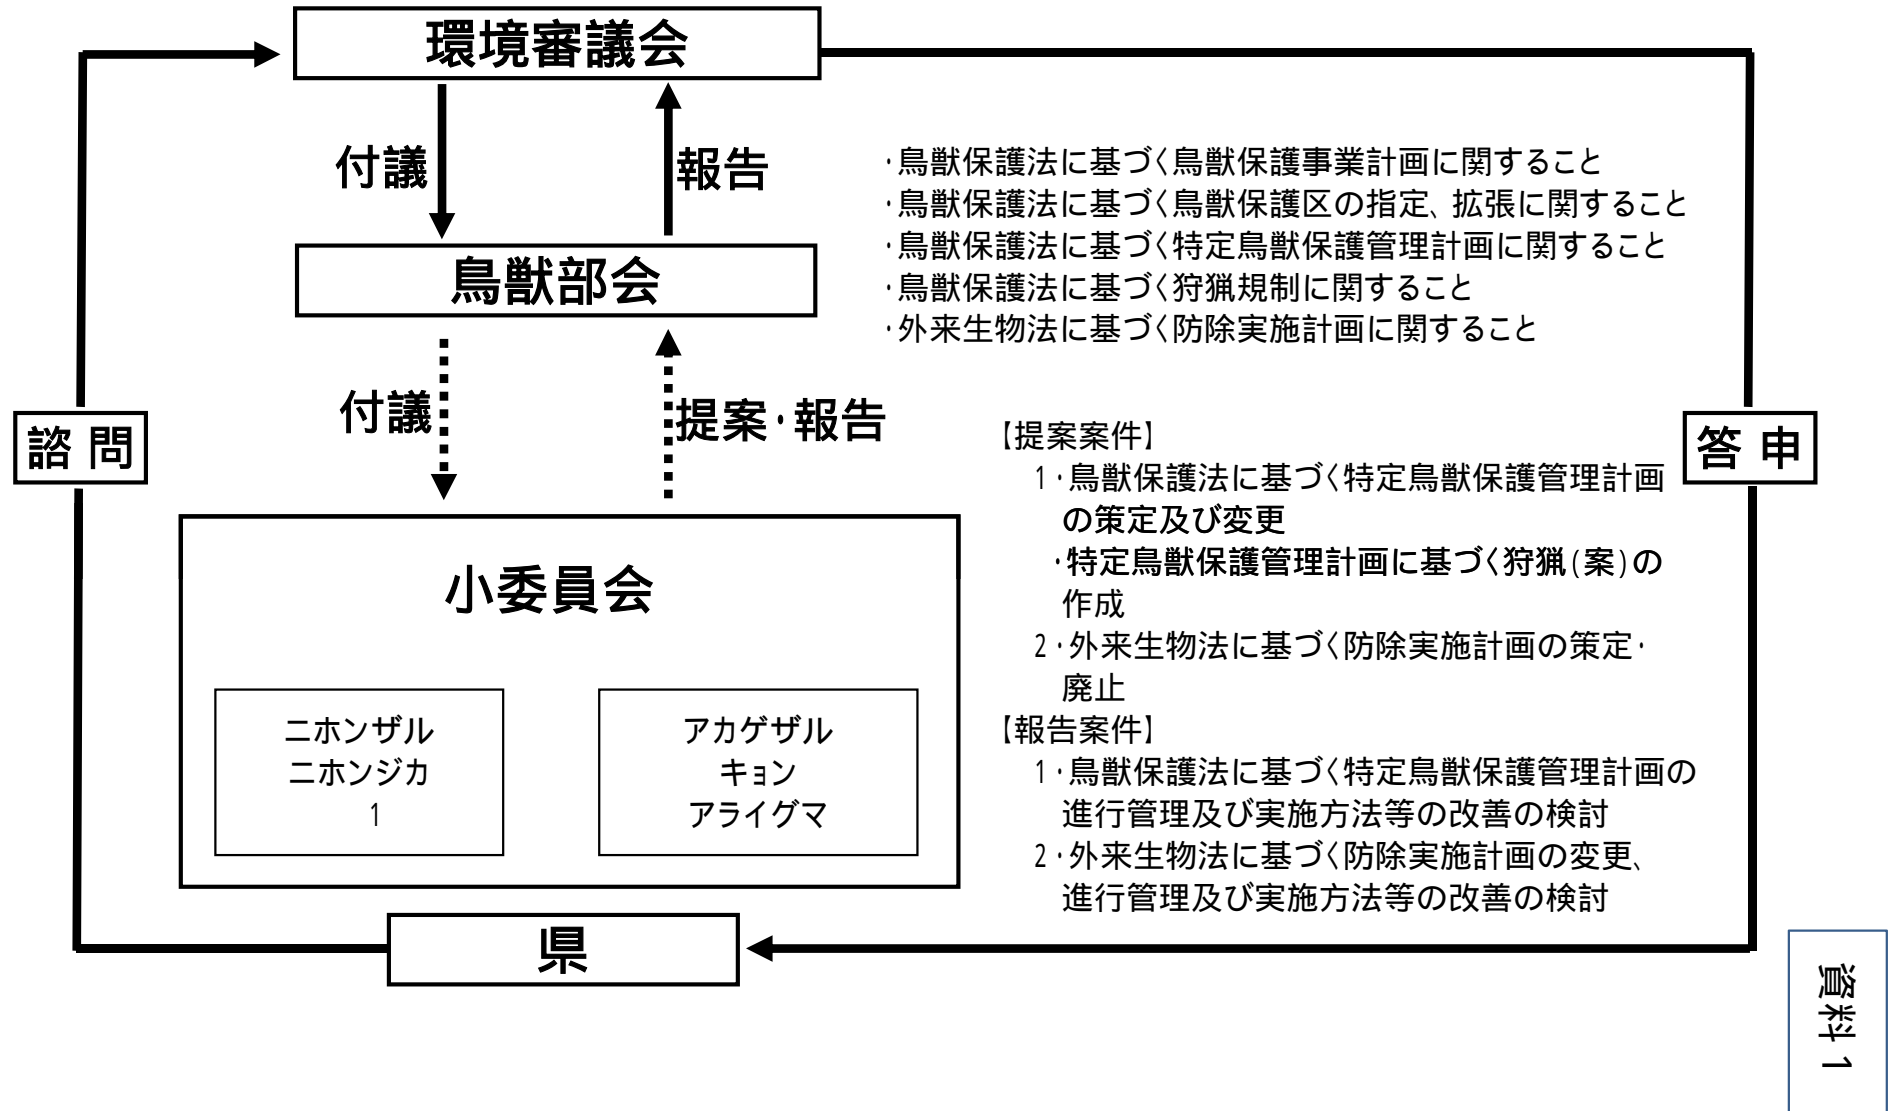 環境審議会
付議
報告
・鳥獣保護法に基づく鳥獣保護事業計画に関すること
・鳥獣保護法に基づく鳥獣保護区の指定、拡張に関すること
・鳥獣保護法に基づく特定鳥獣保護管理計画に関すること
・鳥獣保護法に基づく狩猟規制に関すること
・外来生物法に基づく防除実施計画に関すること
鳥獣部会
付議
提案・報告
諮問
答申
【提案案件】
1・鳥獣保護法に基づく特定鳥獣保護管理計画
の策定及び変更
・特定鳥獣保護管理計画に基づく狩猟(案)の
作成
2・外来生物法に基づく防除実施計画の策定・
廃止
【報告案件】
1・鳥獣保護法に基づく特定鳥獣保護管理計画の
進行管理及び実施方法等の改善の検討
2・外来生物法に基づく防除実施計画の変更、
進行管理及び実施方法等の改善の検討
小委員会
ニホンザル
ニホンジカ
1
アカゲザル
キョン
アライグマ
県
資料1